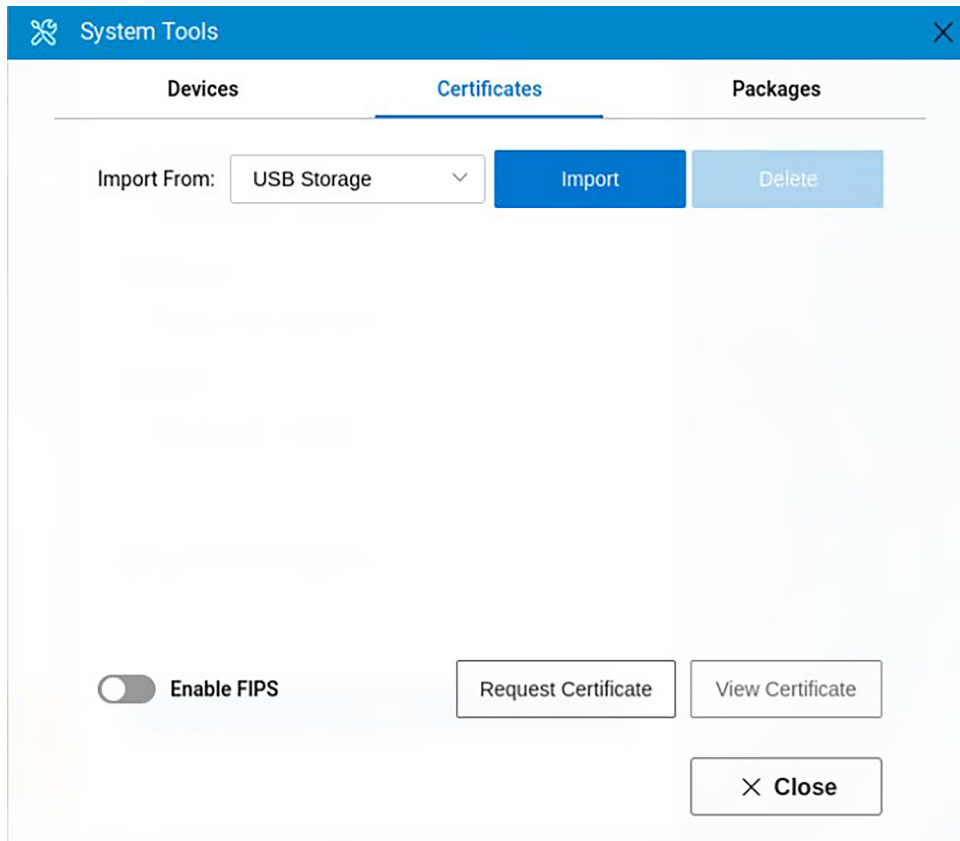 System Tools
Devices Certificates Packages
Import From: USB Storage Import Delete
Enable FIPS Request Certificate View Certificate
Close